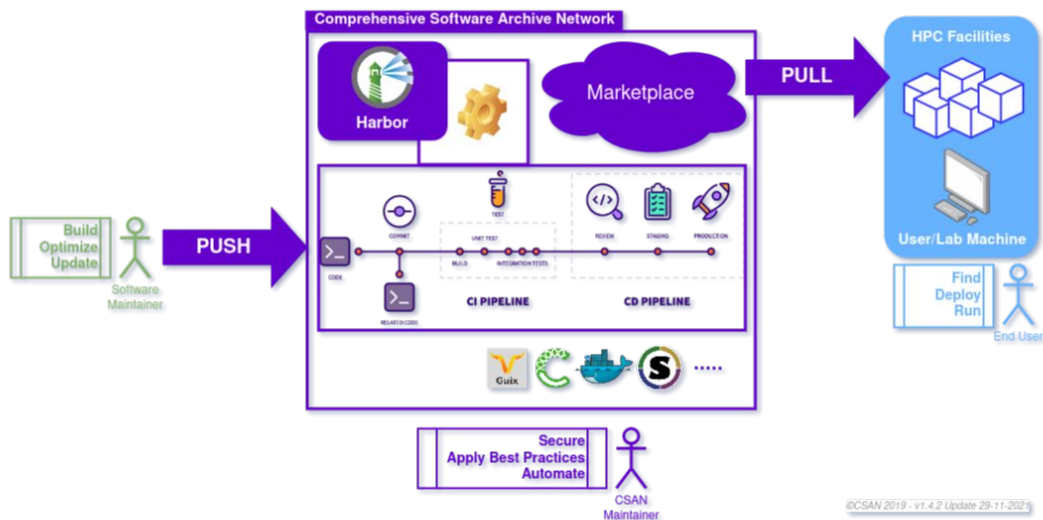 Comprehensive Software Archive Network
Harbor
Marketplace
PULL
HPC Facilities
User/Lab Machine
Build
Optimize
Update
Software
Maintainer
PUSH
TEST
COMMIT
UNIT TEST
REVIEW
STAGING
PRODUCTION
BUILD
INTEGRATION TESTS
CODE
CI PIPELINE
CD PIPELINE
RELATED CODE
Find
Deploy
Run
End User
Guix
S
.....
Secure
Apply Best Practices
Automate
CSAN
Maintainer
©CSAN 2019 - v1.4.2 Update 29-11-2021